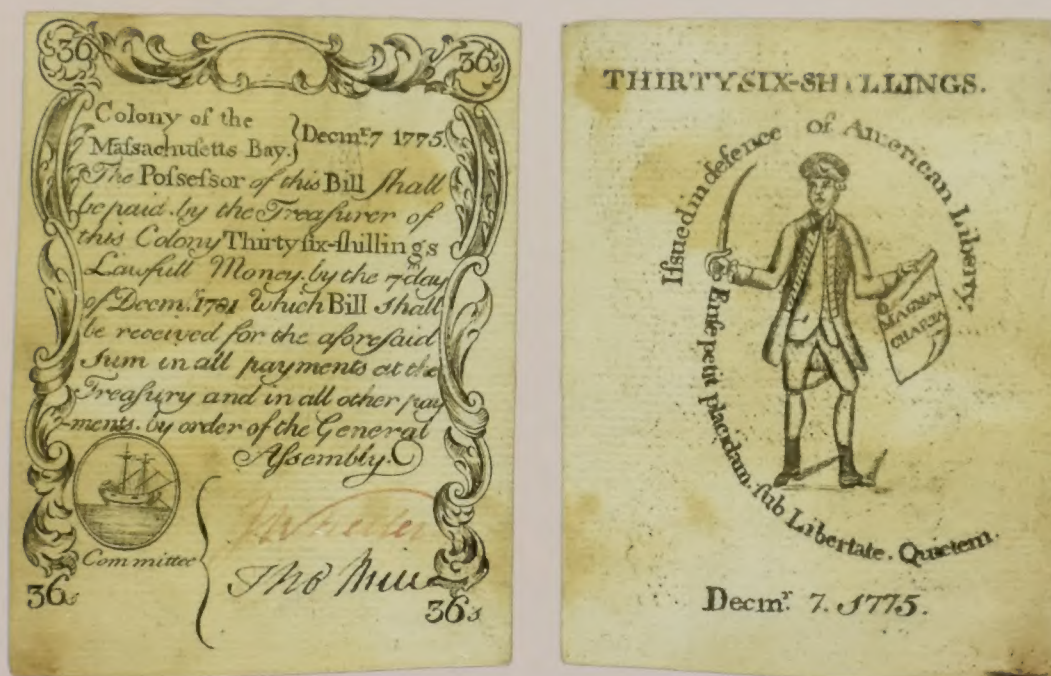 36 36
Colony of the
Maſsachuſetts Bay.} Decmr. 7 1775.
The Poſseſsor of this Bill ſhall
be paid by the Treaſurer of
this Colony Thirty ſix-ſhillings
Lawfull Money. by the 7 day
of Decmr. 1781 Which Bill ſhall
be received for the aforeſaid
ſum in all payments at the
Treaſury and in all other pay
-ments. by order of the General
Aſsembly.
Committee
Tho
36s 36s
THIRTY SIX-SHILLINGS.
Iſsued in defence of American Liberty
Enſe petit placidam. ſub Libertate. Quietem.
MAGNA
CHARTA
Decmr. 7. 1775.